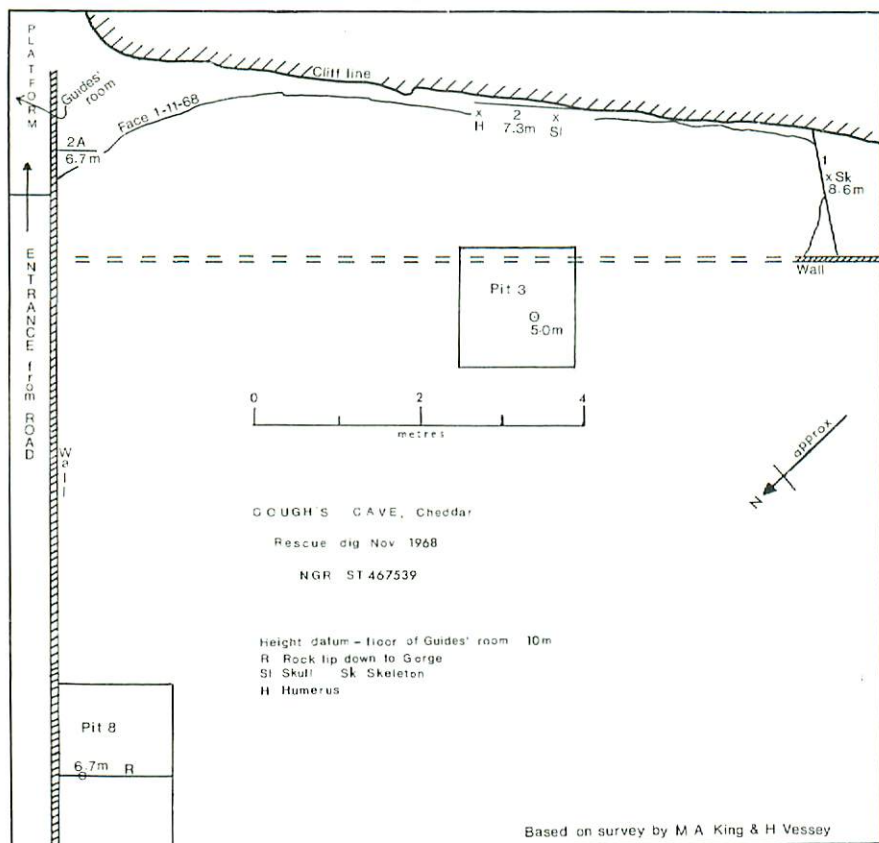 PLATFORM
Guides'
room
Cliff line
Face 1-11-68
2A
6.7m
x 2 x
H 7.3m Sl
1
x Sk
8.6m
Wall
ENTRANCE from ROAD
Pit 3
5.0m
0 2 4
metres
approx
N
Wall
GOUGH'S CAVE, Cheddar
Rescue dig Nov 1968
NGR ST 467539
Height datum – floor of Guides' room 10m
R Rock lip down to Gorge
Sl Skull Sk Skeleton
H Humerus
Pit 8
6.7m R
Based on survey by M A King & H Vessey